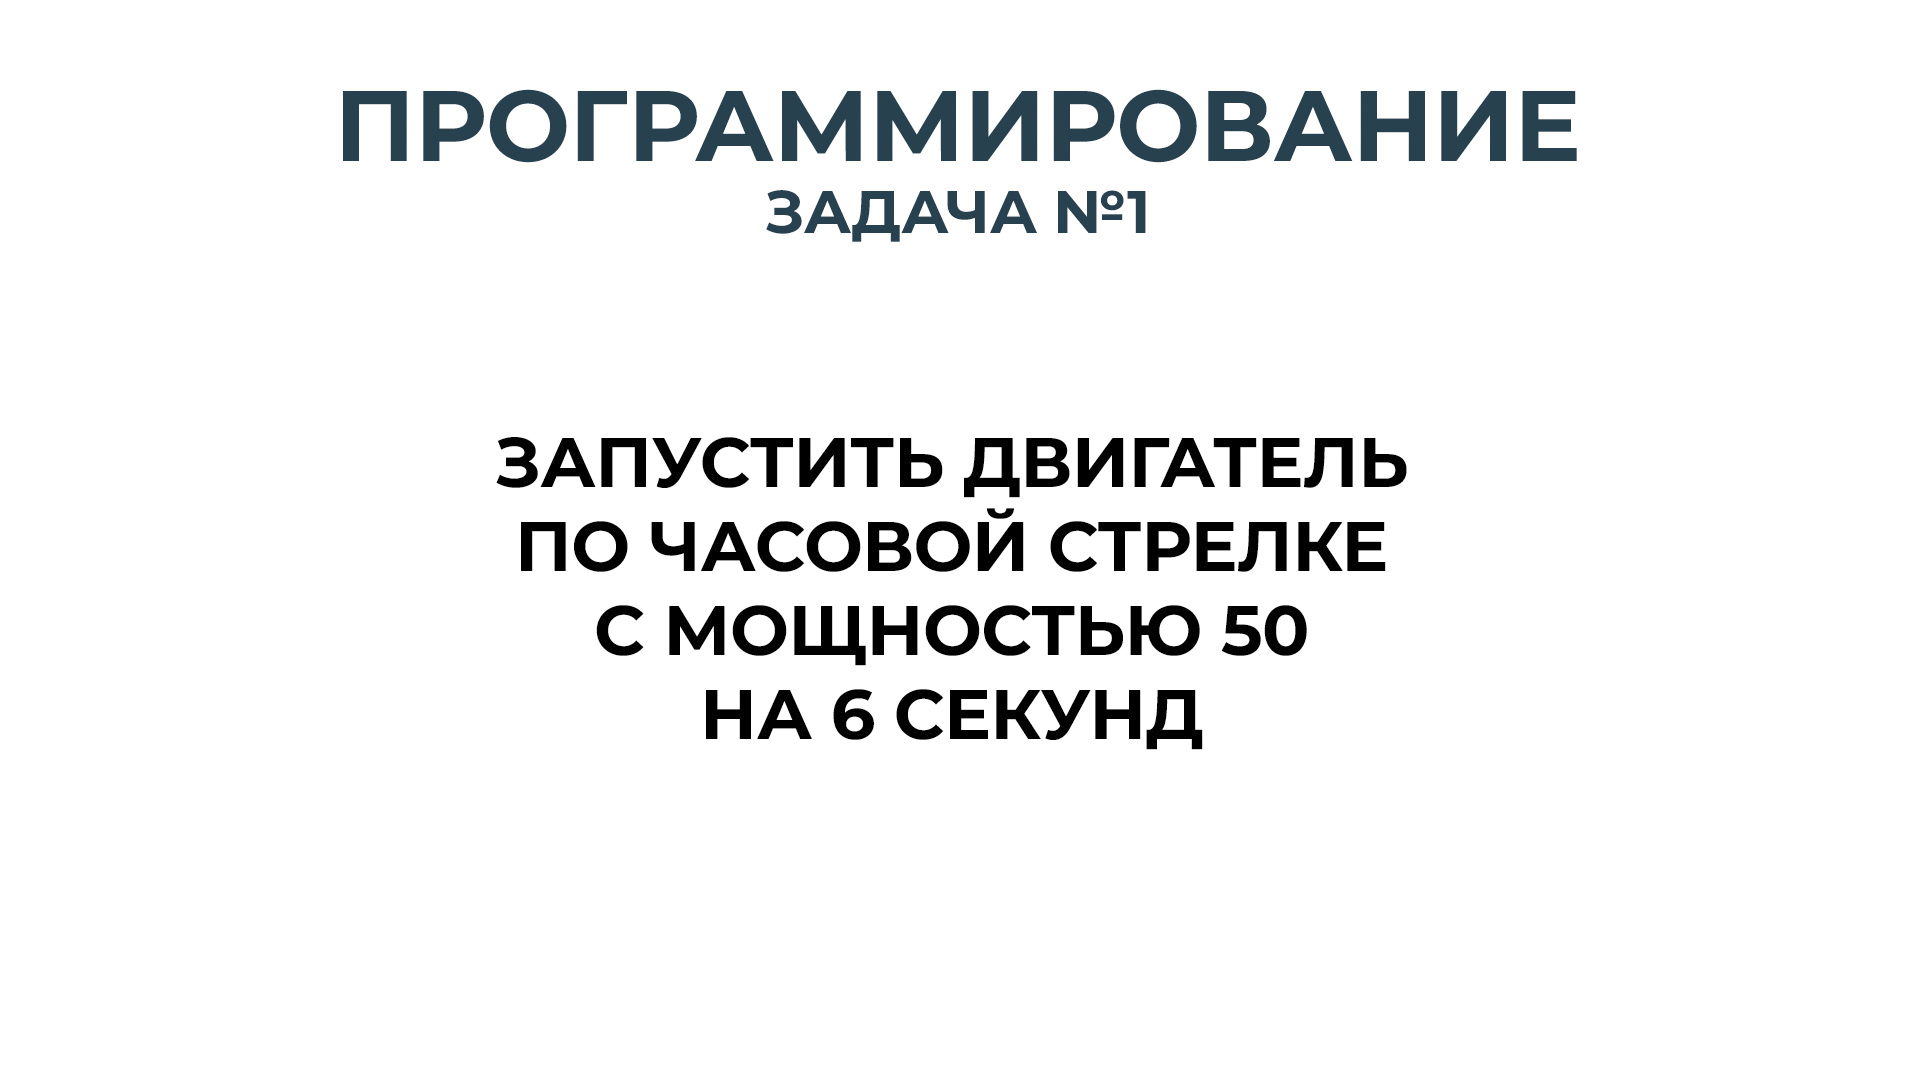 ПРОГРАММИРОВАНИЕ
ЗАДАЧА №1
ЗАПУСТИТЬ ДВИГАТЕЛЬ
ПО ЧАСОВОЙ СТРЕЛКЕ
С МОЩНОСТЬЮ 50
НА 6 СЕКУНД